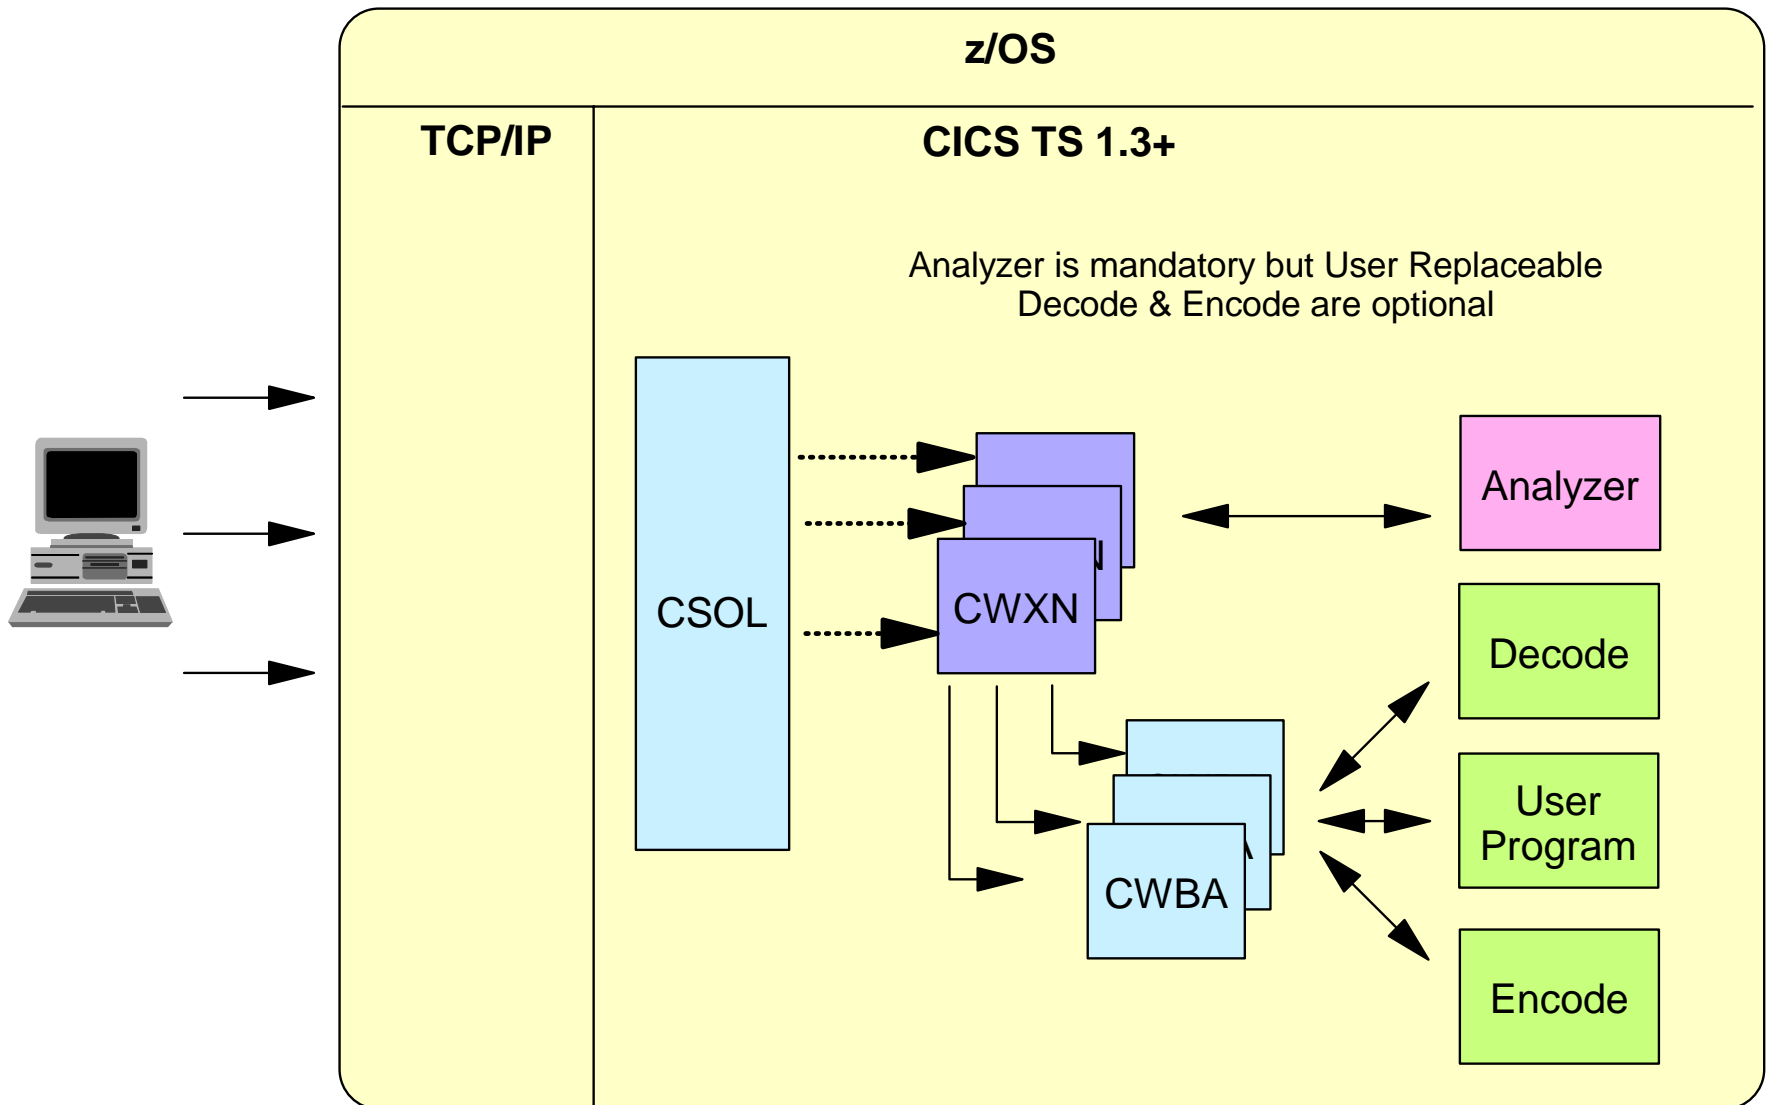 z/OS
TCP/IP
CICS TS 1.3+
Analyzer is mandatory but User Replaceable
Decode & Encode are optional
CSOL
CWXN
Analyzer
Decode
User
Program
CWBA
Encode